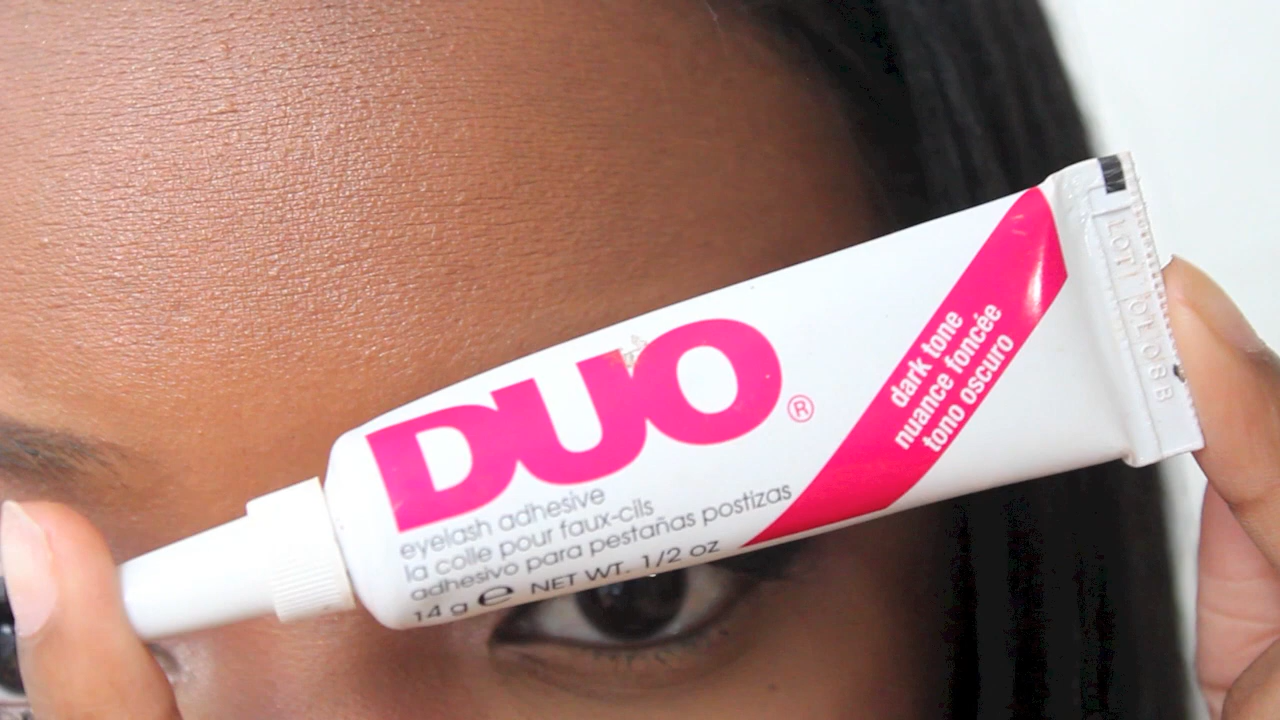 DUO®
eyelash adhesive
la colle pour faux-cils
adhesivo para pestañas postizas
14 g e NET WT. 1/2 oz
dark tone
nuance foncée
tono oscuro